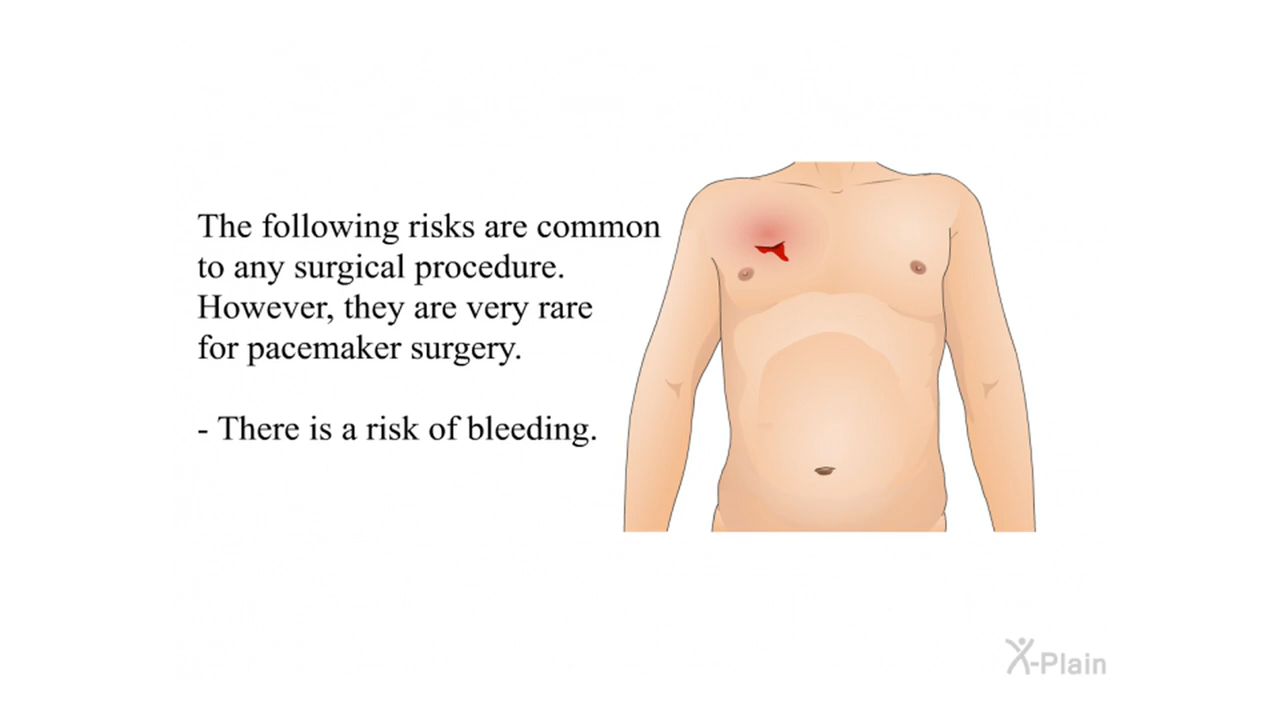 The following risks are common
to any surgical procedure.
However, they are very rare
for pacemaker surgery.
- There is a risk of bleeding.
X-Plain